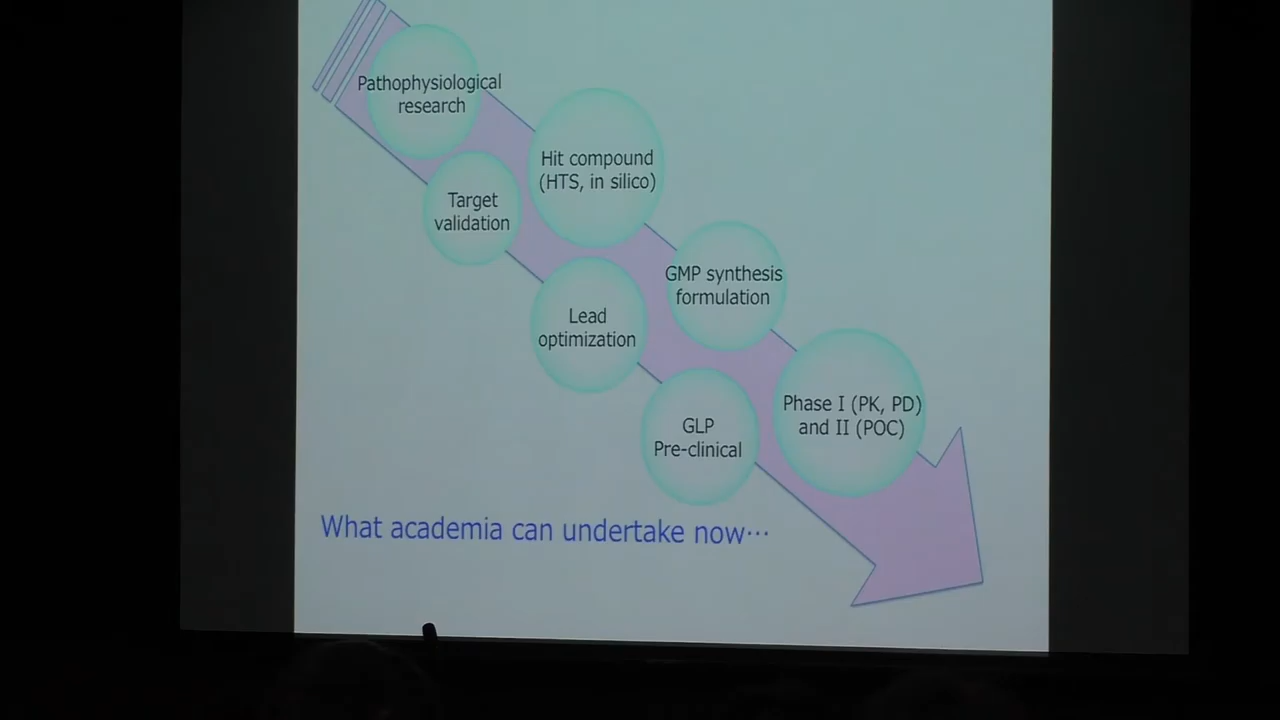 Pathophysiological
research
Target
validation
Hit compound
(HTS, in silico)
Lead
optimization
GMP synthesis
formulation
GLP
Pre-clinical
Phase I (PK, PD)
and II (POC)
What academia can undertake now…